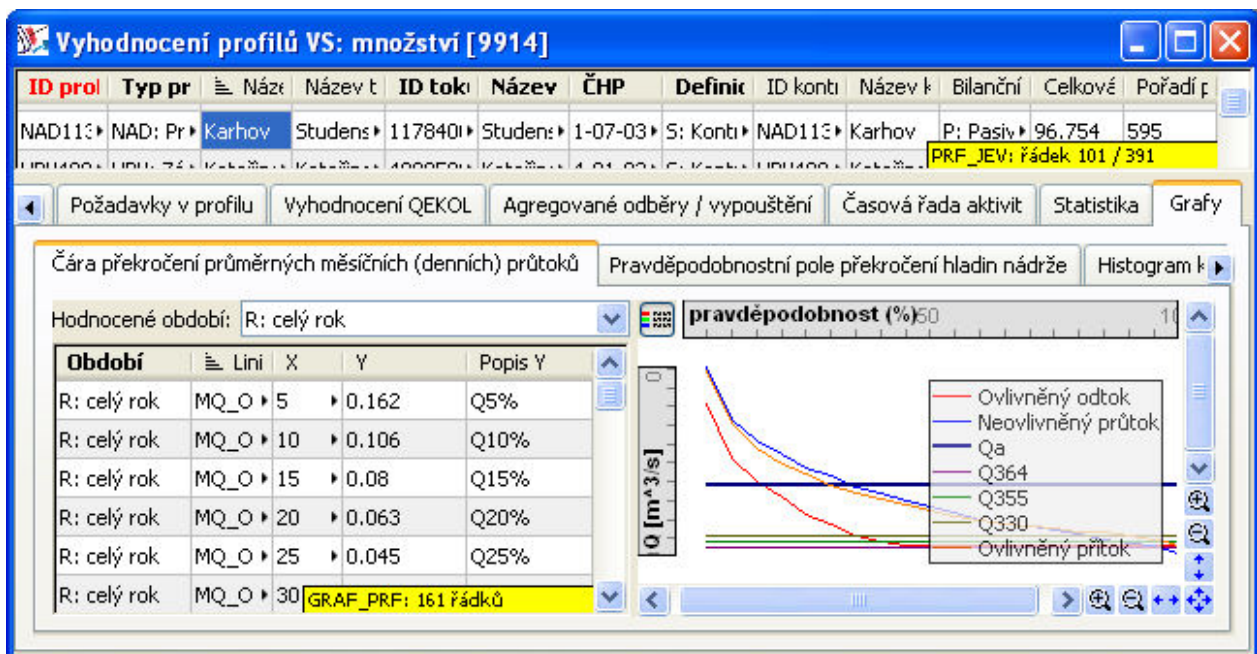 Vyhodnocení profilů VS: množství [9914]
ID prol Typ pr Náze Název t ID toku Název ČHP Definic ID kontr Název k Bilanční Celková Pořadí p
NAD113 NAD: Pr Karhov Studens 1178400 Studens 1-07-03 S: Kontr NAD113 Karhov P: Pasiv 96.754 595
PRF_JEV: řádek 101 / 391
Požadavky v profilu Vyhodnocení QEKOL Agregované odběry / vypouštění Časová řada aktivit Statistika Grafy
Čára překročení průměrných měsíčních (denních) průtoků Pravděpodobnostní pole překročení hladin nádrže Histogram k
Hodnocené období: R: celý rok
Období Lini X Y Popis Y
R: celý rok MQ_O 5 0.162 Q5%
R: celý rok MQ_O 10 0.106 Q10%
R: celý rok MQ_O 15 0.08 Q15%
R: celý rok MQ_O 20 0.063 Q20%
R: celý rok MQ_O 25 0.045 Q25%
R: celý rok MQ_O 30
GRAF_PRF: 161 řádků
pravděpodobnost (%) 50 10
0
Q [m^3/s]
Ovlivněný odtok
Neovlivněný průtok
Qa
Q364
Q355
Q330
Ovlivněný přítok